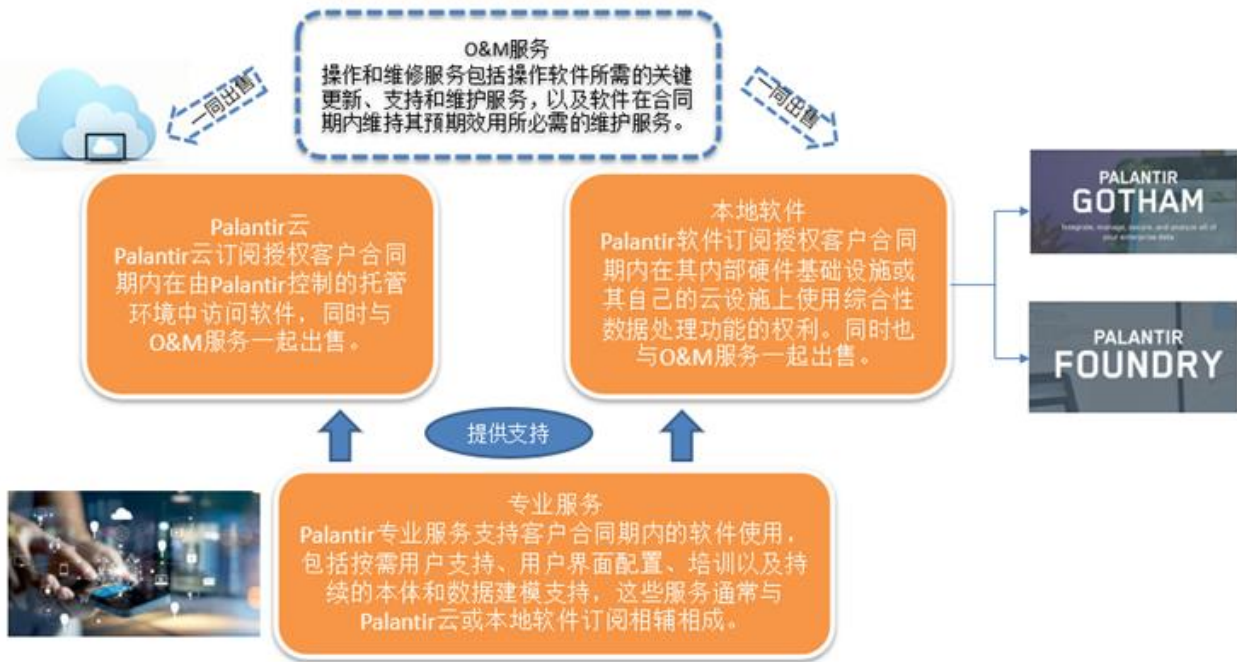 O&M服务
操作和维修服务包括操作软件所需的关键
更新、支持和维护服务，以及软件在合同
期内维持其预期效用所必需的维护服务。
一同出售
一同出售
Palantir云
Palantir云订阅授权客户合同
期内在由Palantir控制的托管
环境中访问软件，同时与
O&M服务一起出售。
本地软件
Palantir软件订阅授权客户合同
期内在其内部硬件基础设施或
其自己的云设施上使用综合性
数据处理功能的权利。同时也
与O&M服务一起出售。
PALANTIR
GOTHAM
Integrate, manage, secure, and analyze all of
your enterprise data
PALANTIR
FOUNDRY
提供支持
专业服务
Palantir专业服务支持客户合同期内的软件使用，
包括按需用户支持、用户界面配置、培训以及持
续的本体和数据建模支持，这些服务通常与
Palantir云或本地软件订阅相辅相成。